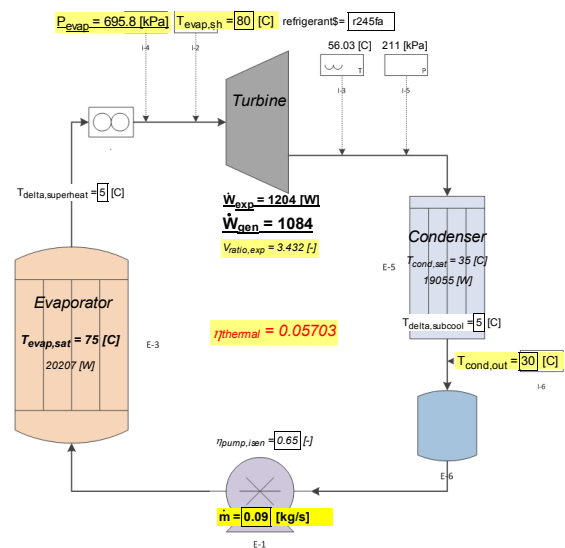 P_evap = 695.8 [kPa] T_evap,sh = 80 [C] refrigerant$= r245fa
I-4 I-2
56.03 [C] 211 [kPa]
T P
I-3 I-5
Turbine
T_delta,superheat = 5 [C]
Ẇ_exp = 1204 [W]
Ẇ_gen = 1084
V_ratio,exp = 3.432 [-]
Condenser
T_cond,sat = 35 [C]
E-5
19055 [W]
Evaporator
T_evap,sat = 75 [C]
E-3
20207 [W]
η_thermal = 0.05703
T_delta,subcool = 5 [C]
T_cond,out = 30 [C]
I-6
η_pump,isen = 0.65 [-]
E-6
ṁ = 0.09 [kg/s]
E-1